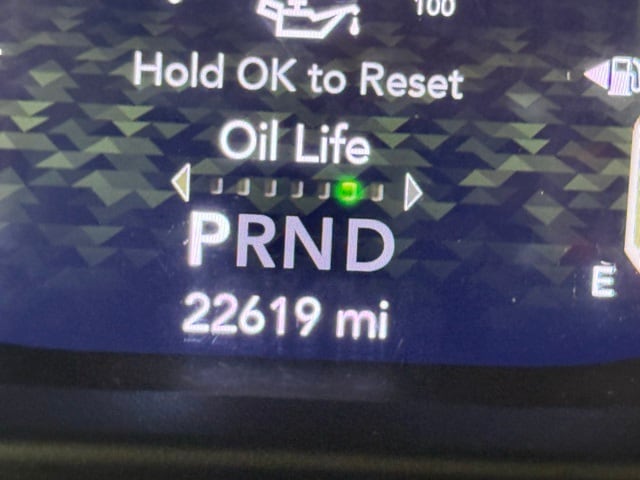 100
Hold OK to Reset
Oil Life
PRND
E
22619 mi